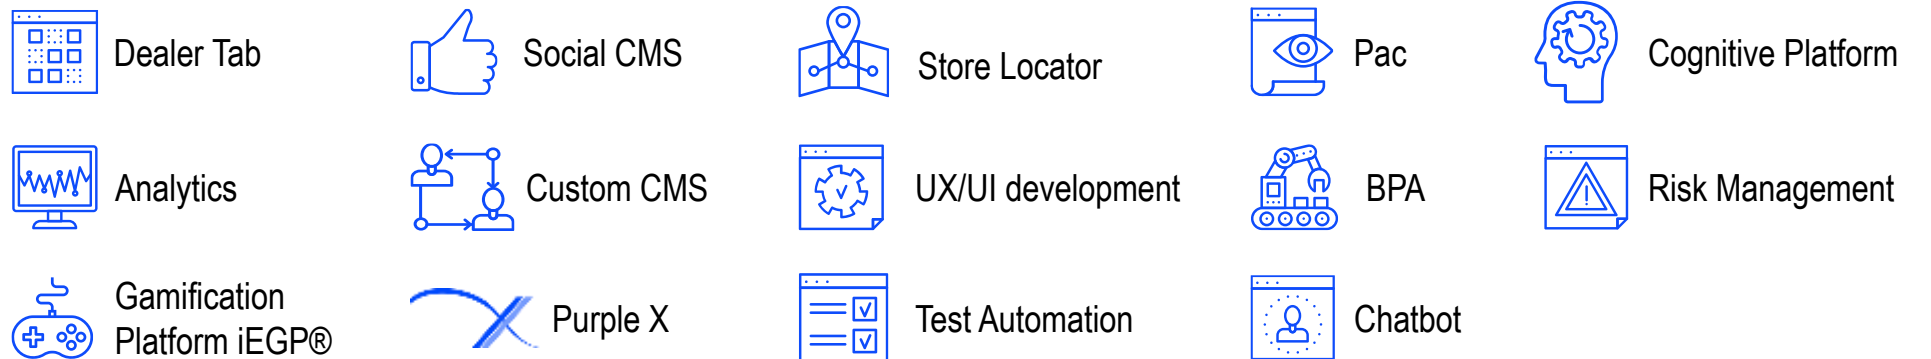 Dealer Tab
Social CMS
Store Locator
Pac
Cognitive Platform
Analytics
Custom CMS
UX/UI development
BPA
Risk Management
Gamification
Platform iEGP®
Purple X
Test Automation
Chatbot